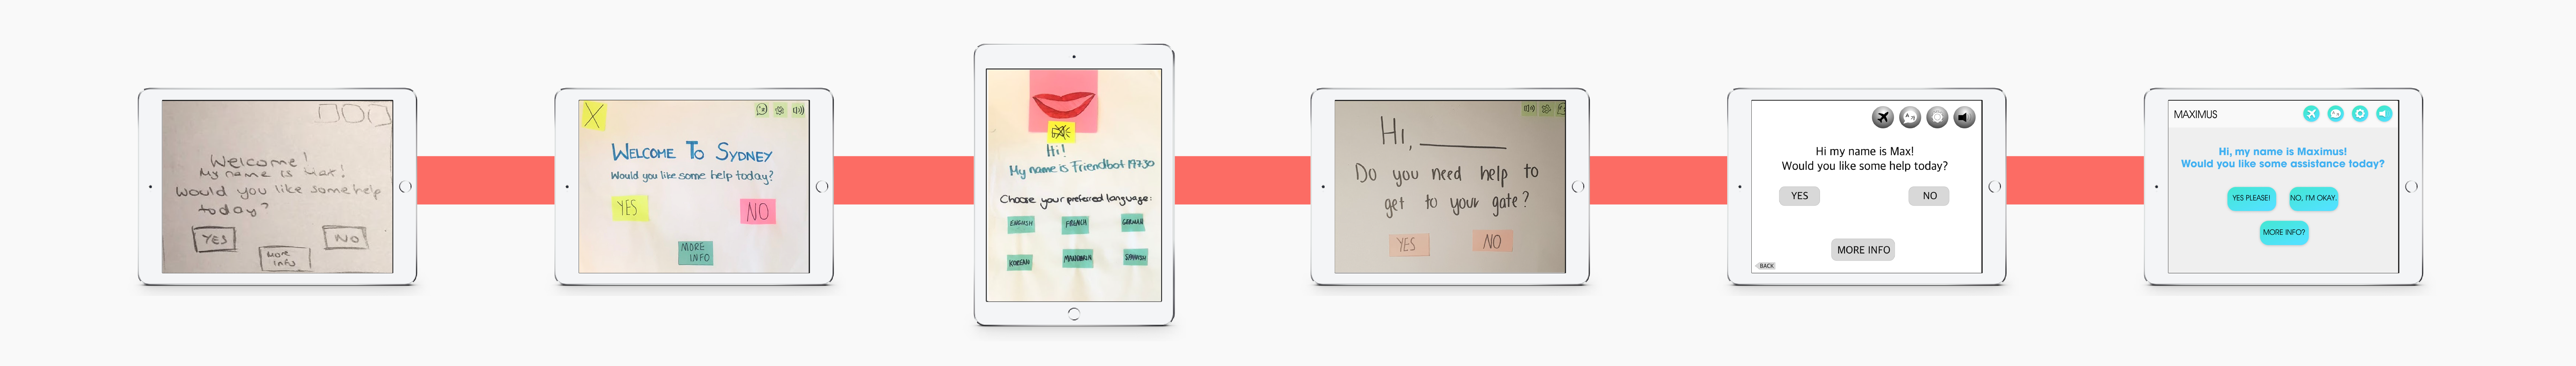 Welcome!
My name is Max!
Would you like some help
today?
YES
NO
More
Info
X
WELCOME TO SYDNEY
Would you like some help today?
YES
NO
MORE
INFO
Hi!
My name is Friendbot 19730
Choose your preferred language:
ENGLISH
FRENCH
GERMAN
KOREAN
MANDARIN
SPANISH
Hi, ________
Do you need help to
get to your gate?
YES
NO
Hi my name is Max!
Would you like some help today?
YES
NO
MORE INFO
BACK
MAXIMUS
Hi, my name is Maximus!
Would you like some assistance today?
YES PLEASE!
NO, I'M OKAY.
MORE INFO?